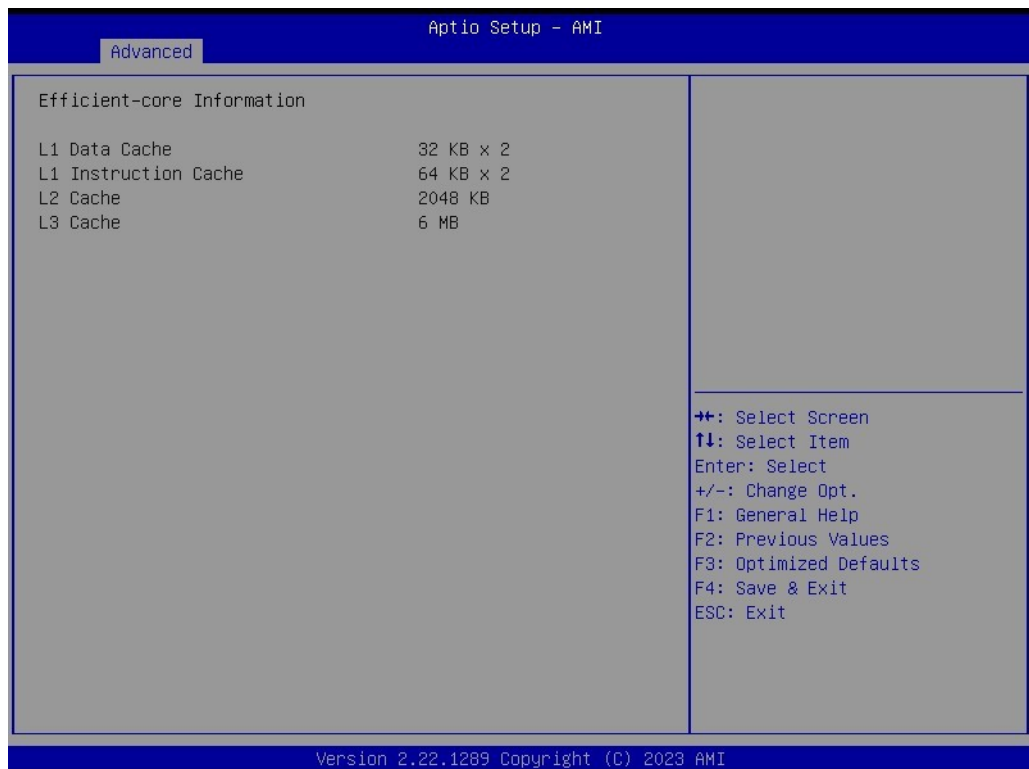 Aptio Setup – AMI
Advanced
Efficient-core Information
L1 Data Cache 32 KB x 2
L1 Instruction Cache 64 KB x 2
L2 Cache 2048 KB
L3 Cache 6 MB
→←: Select Screen
↑↓: Select Item
Enter: Select
+/-: Change Opt.
F1: General Help
F2: Previous Values
F3: Optimized Defaults
F4: Save & Exit
ESC: Exit
Version 2.22.1289 Copyright (C) 2023 AMI